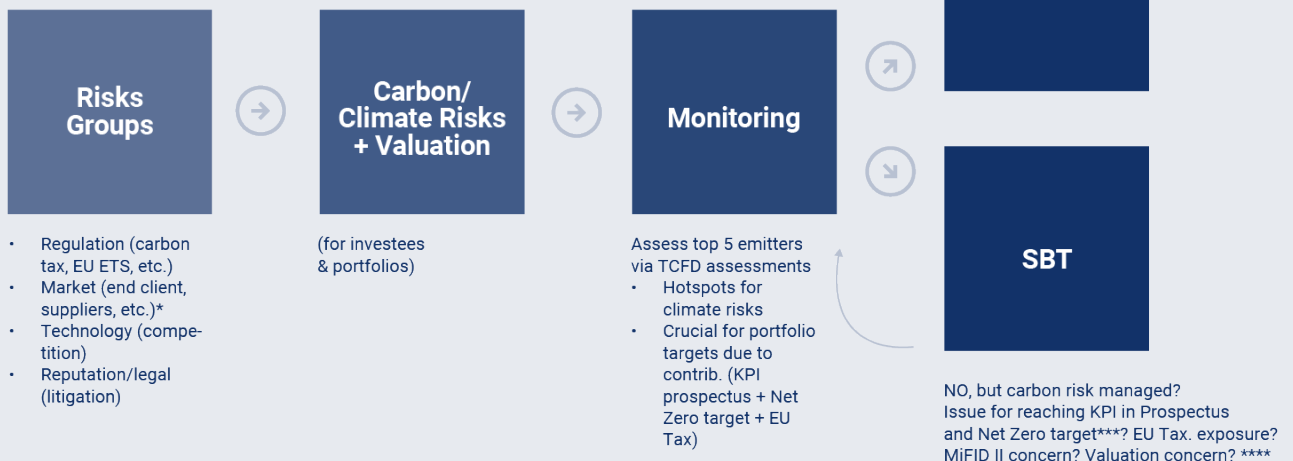 Risks
Groups
Carbon/
Climate Risks
+ Valuation
Monitoring
SBT
• Regulation (carbon
tax, EU ETS, etc.)
• Market (end client,
suppliers, etc.)*
• Technology (compe-
tition)
• Reputation/legal
(litigation)
(for investees
& portfolios)
Assess top 5 emitters
via TCFD assessments
• Hotspots for
climate risks
• Crucial for portfolio
targets due to
contrib. (KPI
prospectus + Net
Zero target + EU
Tax)
NO, but carbon risk managed?
Issue for reaching KPI in Prospectus
and Net Zero target***? EU Tax. exposure?
MiFID II concern? Valuation concern? ****